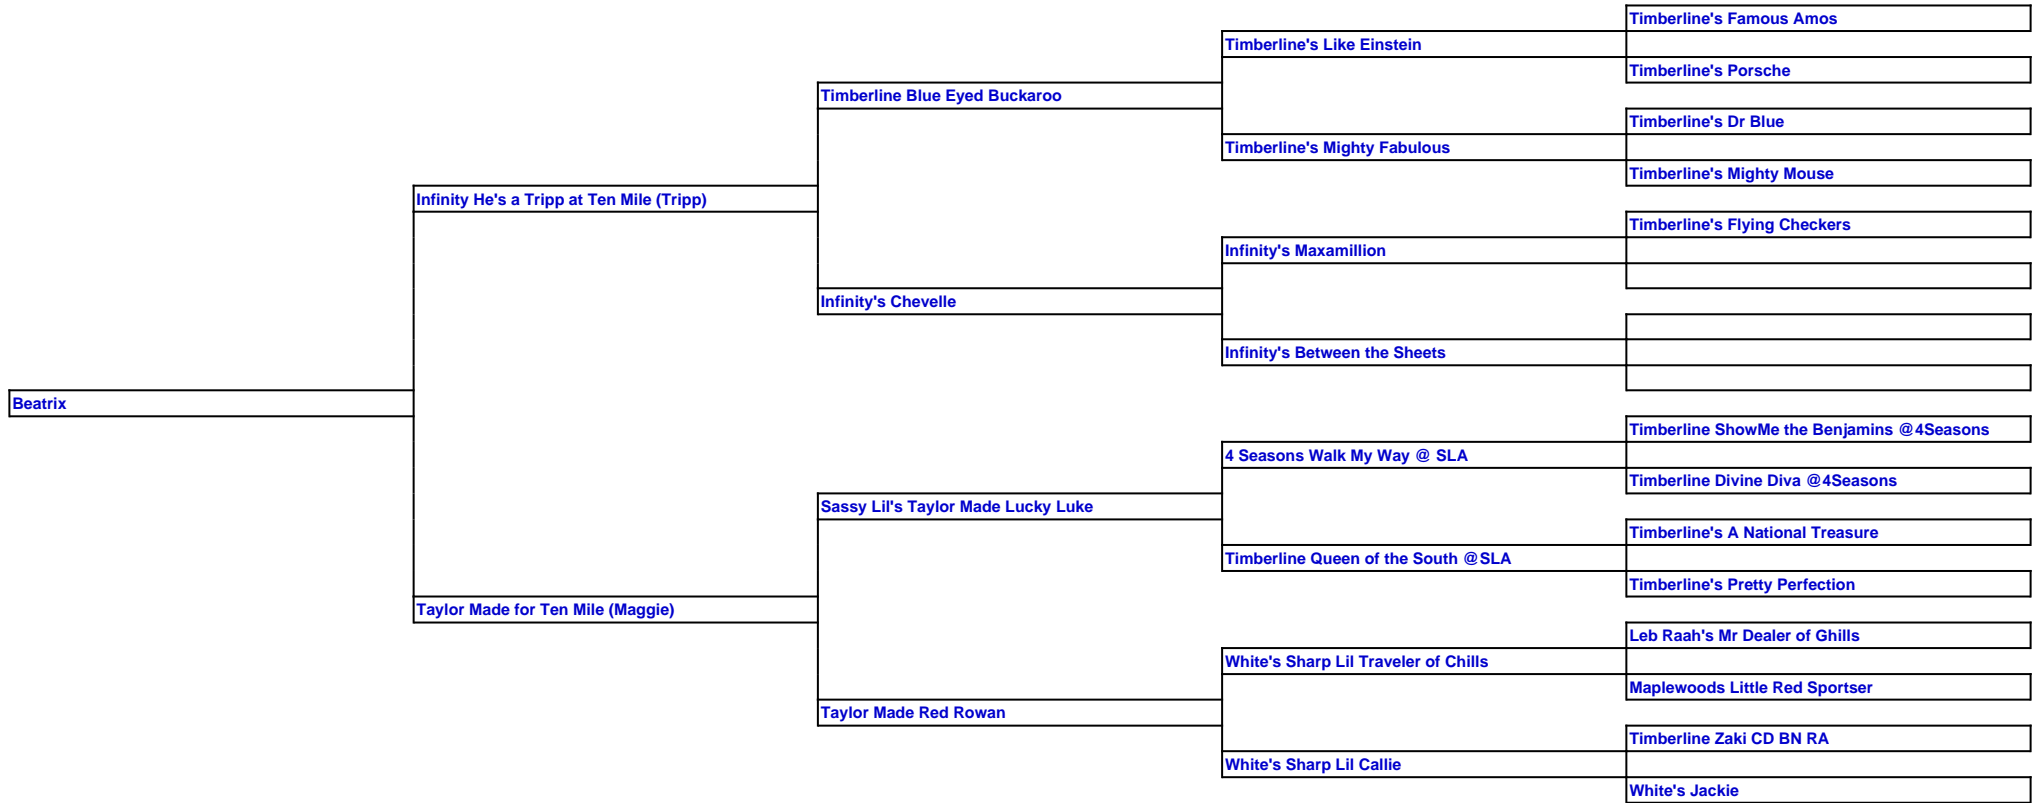 Timberline's Famous Amos
Timberline's Like Einstein
Timberline's Porsche
Timberline Blue Eyed Buckaroo
Timberline's Dr Blue
Timberline's Mighty Fabulous
Timberline's Mighty Mouse
Infinity He's a Tripp at Ten Mile (Tripp)
Timberline's Flying Checkers
Infinity's Maxamillion
Infinity's Chevelle
Infinity's Between the Sheets
Beatrix
Timberline ShowMe the Benjamins @4Seasons
4 Seasons Walk My Way @ SLA
Timberline Divine Diva @4Seasons
Sassy Lil's Taylor Made Lucky Luke
Timberline's A National Treasure
Timberline Queen of the South @SLA
Timberline's Pretty Perfection
Taylor Made for Ten Mile (Maggie)
Leb Raah's Mr Dealer of Ghills
White's Sharp Lil Traveler of Chills
Maplewoods Little Red Sportser
Taylor Made Red Rowan
Timberline Zaki CD BN RA
White's Sharp Lil Callie
White's Jackie